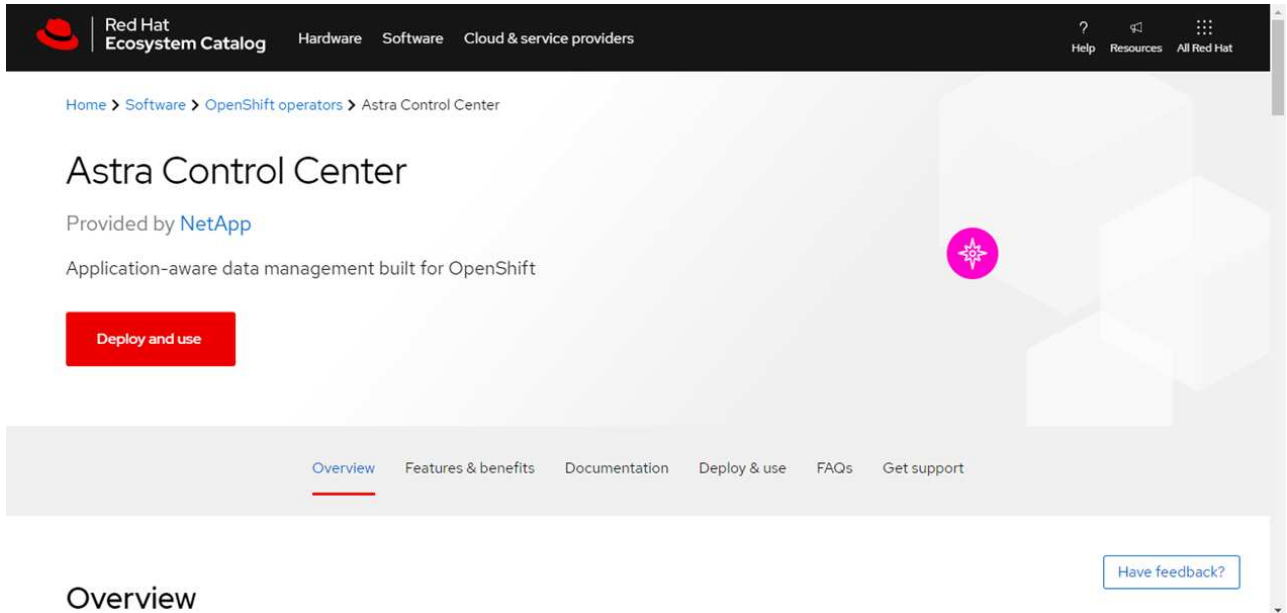 Red Hat
Ecosystem Catalog
Hardware Software Cloud & service providers
? Help Resources All Red Hat
Home > Software > OpenShift operators > Astra Control Center
Astra Control Center
Provided by NetApp
Application-aware data management built for OpenShift
Deploy and use
Overview Features & benefits Documentation Deploy & use FAQs Get support
Have feedback?
Overview